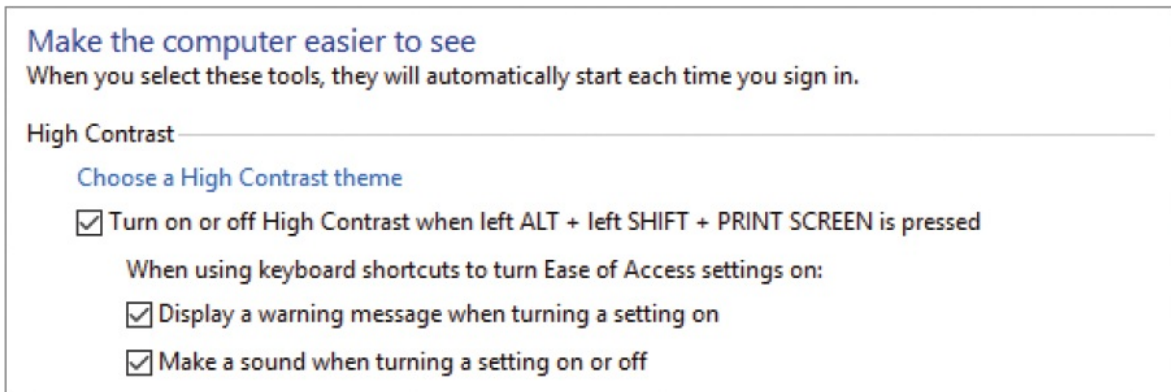 Make the computer easier to see
When you select these tools, they will automatically start each time you sign in.
High Contrast
Choose a High Contrast theme
Turn on or off High Contrast when left ALT + left SHIFT + PRINT SCREEN is pressed
When using keyboard shortcuts to turn Ease of Access settings on:
Display a warning message when turning a setting on
Make a sound when turning a setting on or off